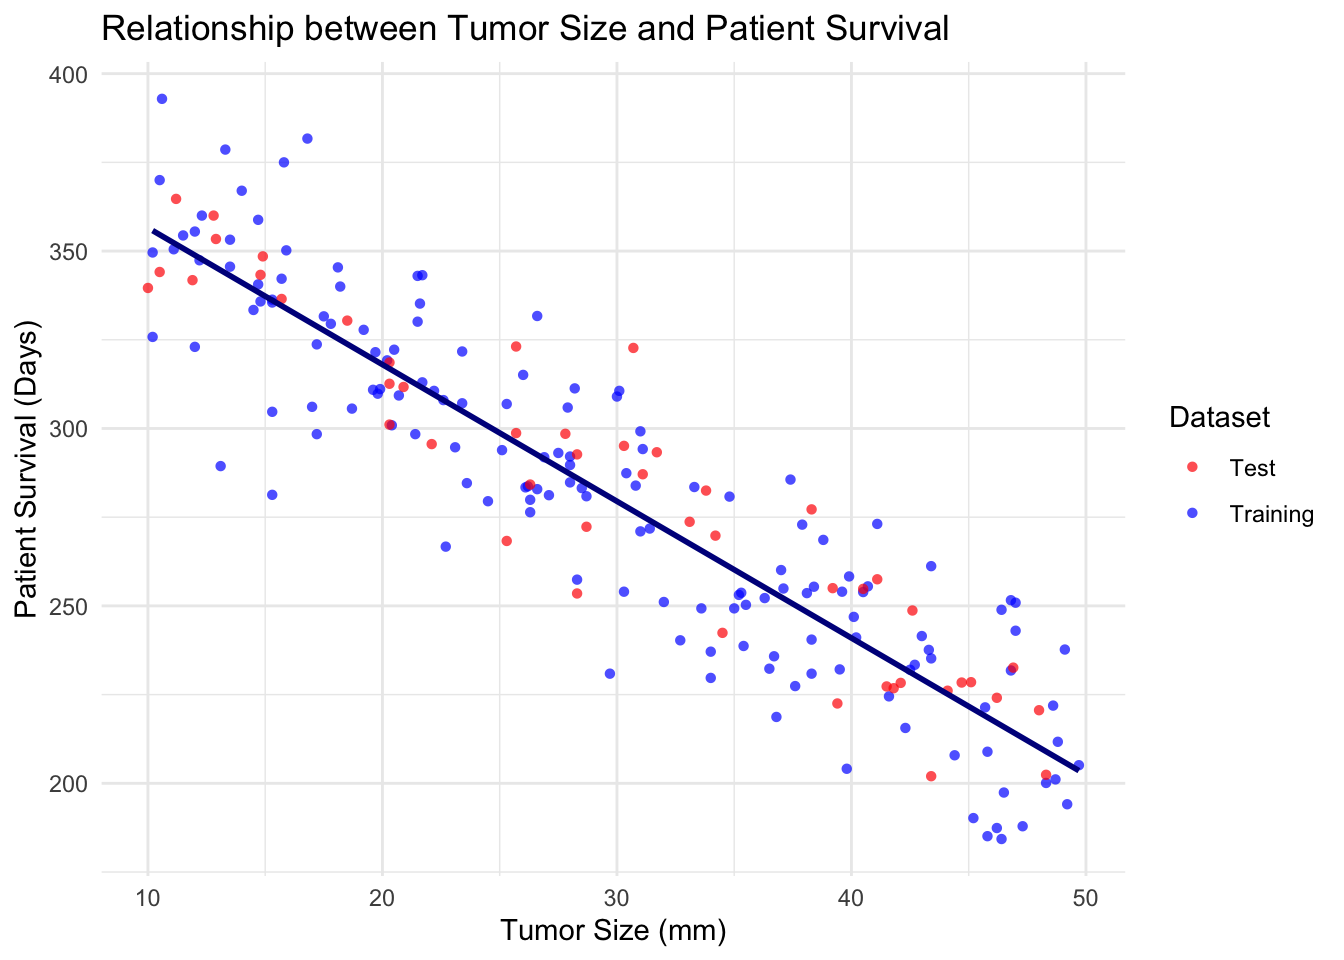 Relationship between Tumor Size and Patient Survival
400
350
300
250
200
Patient Survival (Days)
10 20 30 40 50
Tumor Size (mm)
Dataset
Test
Training